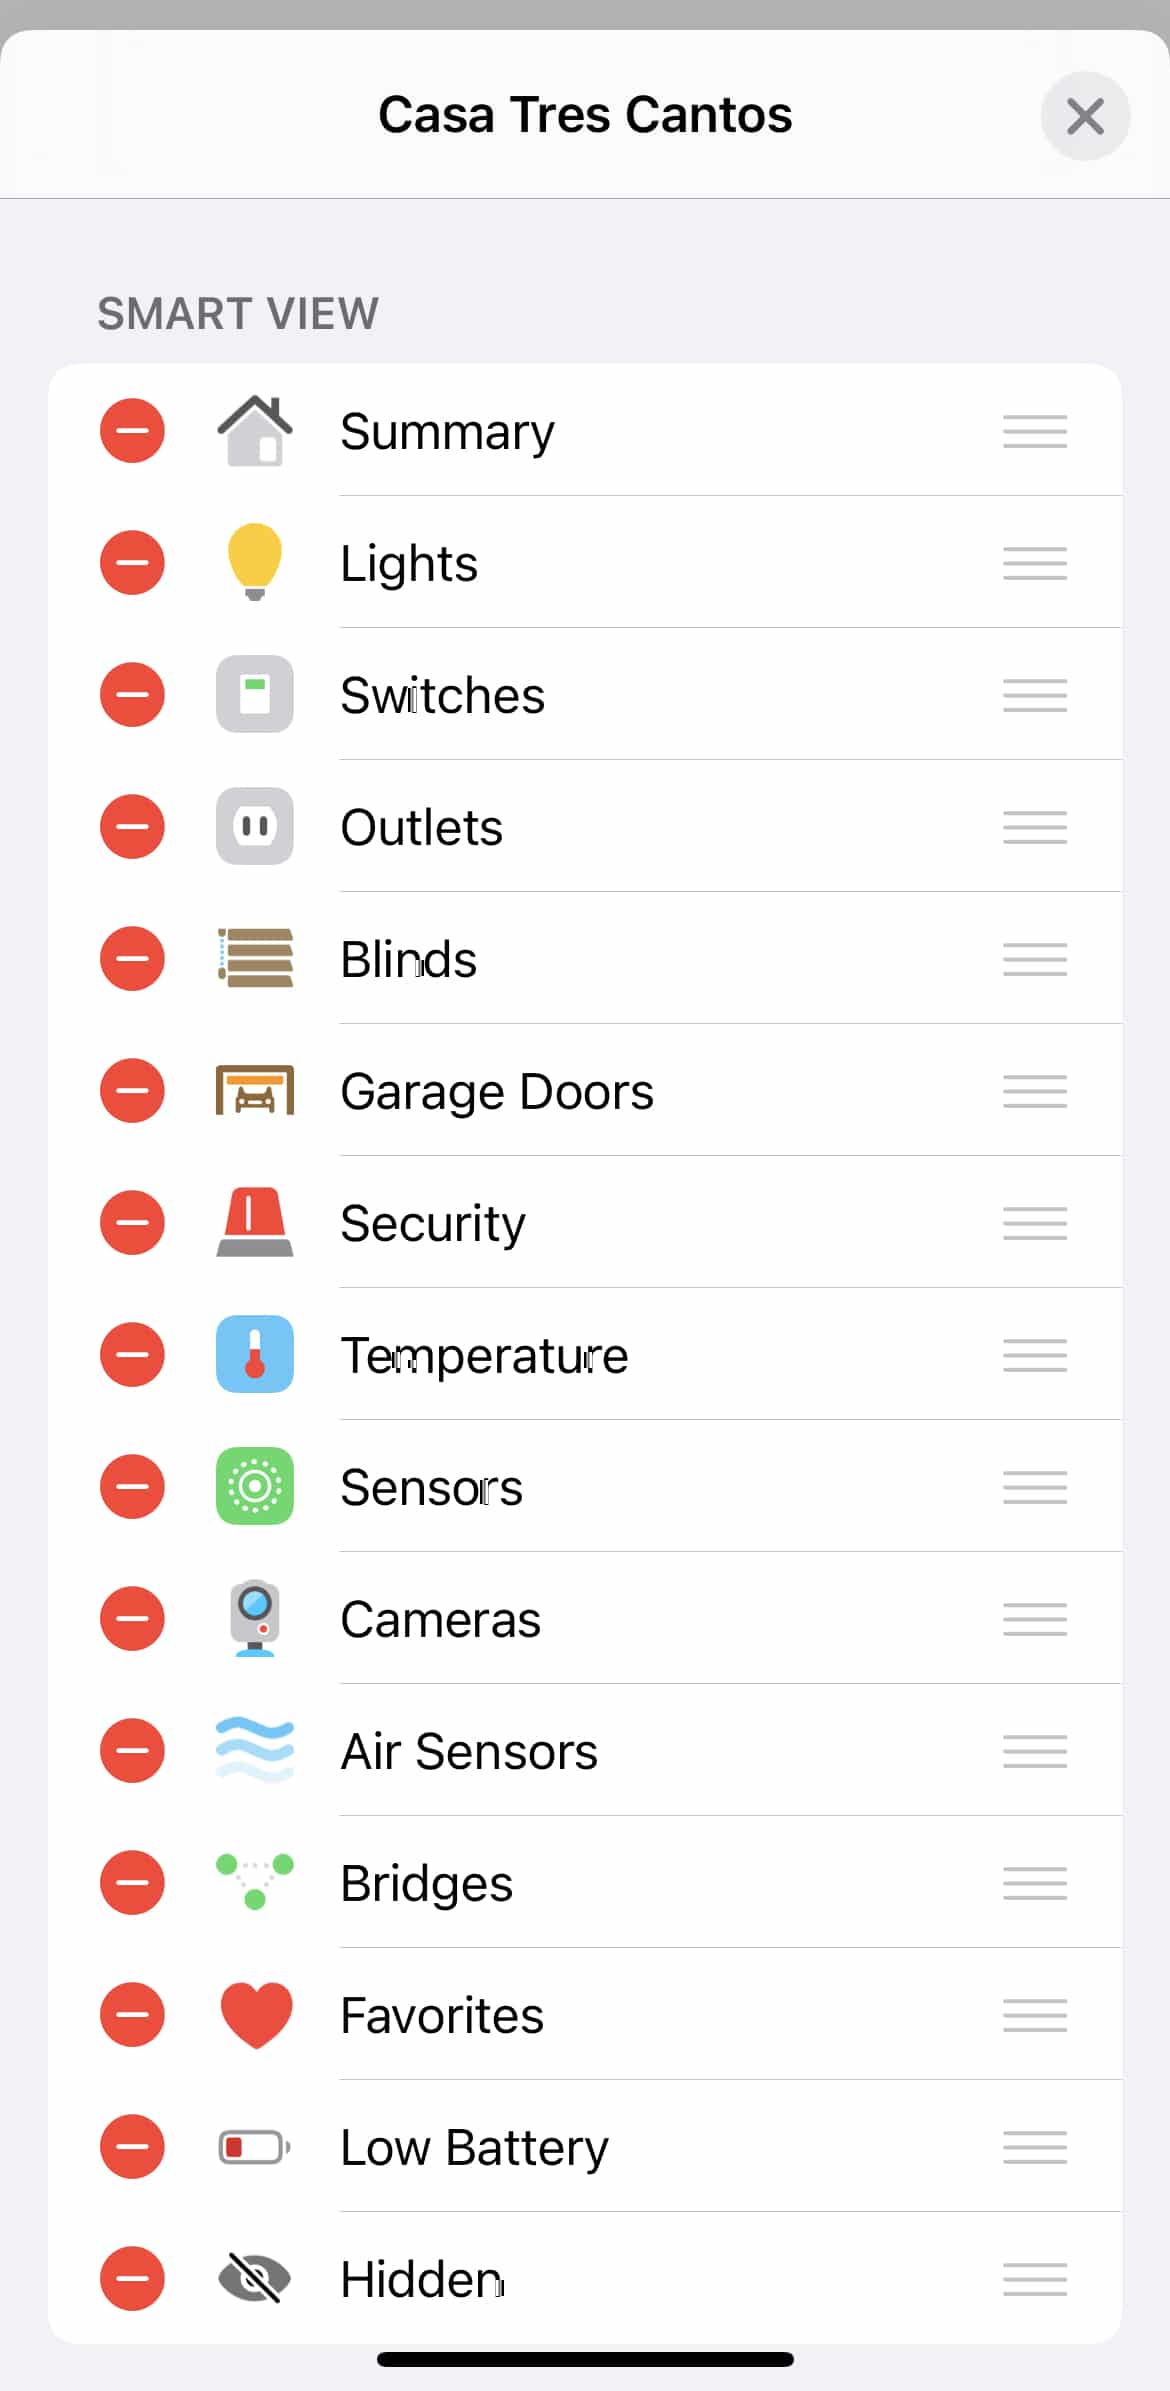 Casa Tres Cantos
SMART VIEW
Summary
Lights
Switches
Outlets
Blinds
Garage Doors
Security
Temperature
Sensors
Cameras
Air Sensors
Bridges
Favorites
Low Battery
Hidden